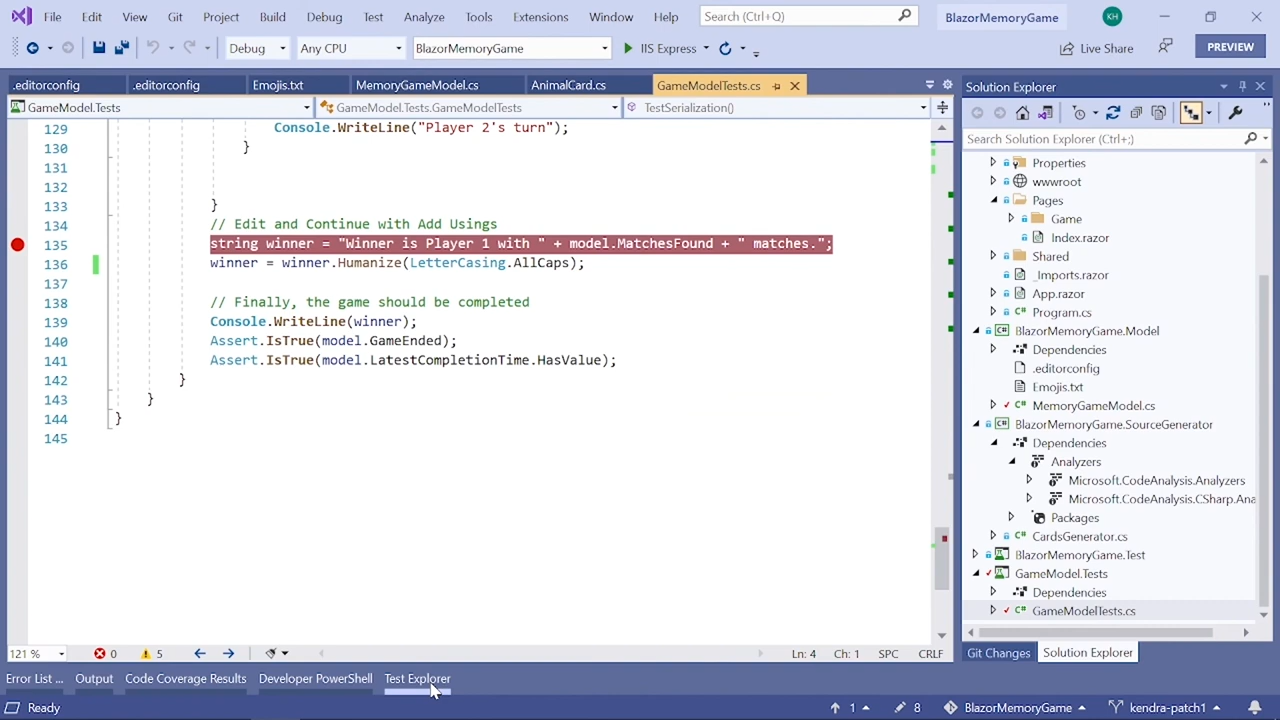 File Edit View Git Project Build Debug Test Analyze Tools Extensions Window Help Search (Ctrl+Q) BlazorMemoryGame KH
Debug Any CPU BlazorMemoryGame IIS Express Live Share PREVIEW
.editorconfig .editorconfig Emojis.txt MemoryGameModel.cs AnimalCard.cs GameModelTests.cs
GameModel.Tests GameModel.Tests.GameModelTests TestSerialization()
129 Console.WriteLine("Player 2's turn");
130 }
131
132
133 }
134 // Edit and Continue with Add Usings
135 string winner = "Winner is Player 1 with " + model.MatchesFound + " matches.";
136 winner = winner.Humanize(LetterCasing.AllCaps);
137
138 // Finally, the game should be completed
139 Console.WriteLine(winner);
140 Assert.IsTrue(model.GameEnded);
141 Assert.IsTrue(model.LatestCompletionTime.HasValue);
142 }
143 }
144 }
145
121 % 0 5 Ln: 4 Ch: 1 SPC CRLF
Solution Explorer
Search Solution Explorer (Ctrl+;)
Properties
wwwroot
Pages
Game
Index.razor
Shared
_Imports.razor
App.razor
Program.cs
BlazorMemoryGame.Model
Dependencies
.editorconfig
Emojis.txt
MemoryGameModel.cs
BlazorMemoryGame.SourceGenerator
Dependencies
Analyzers
Microsoft.CodeAnalysis.Analyzers
Microsoft.CodeAnalysis.CSharp.Ana
Packages
CardsGenerator.cs
BlazorMemoryGame.Test
GameModel.Tests
Dependencies
GameModelTests.cs
Git Changes Solution Explorer
Error List ... Output Code Coverage Results Developer PowerShell Test Explorer
Ready 1 8 BlazorMemoryGame kendra-patch1